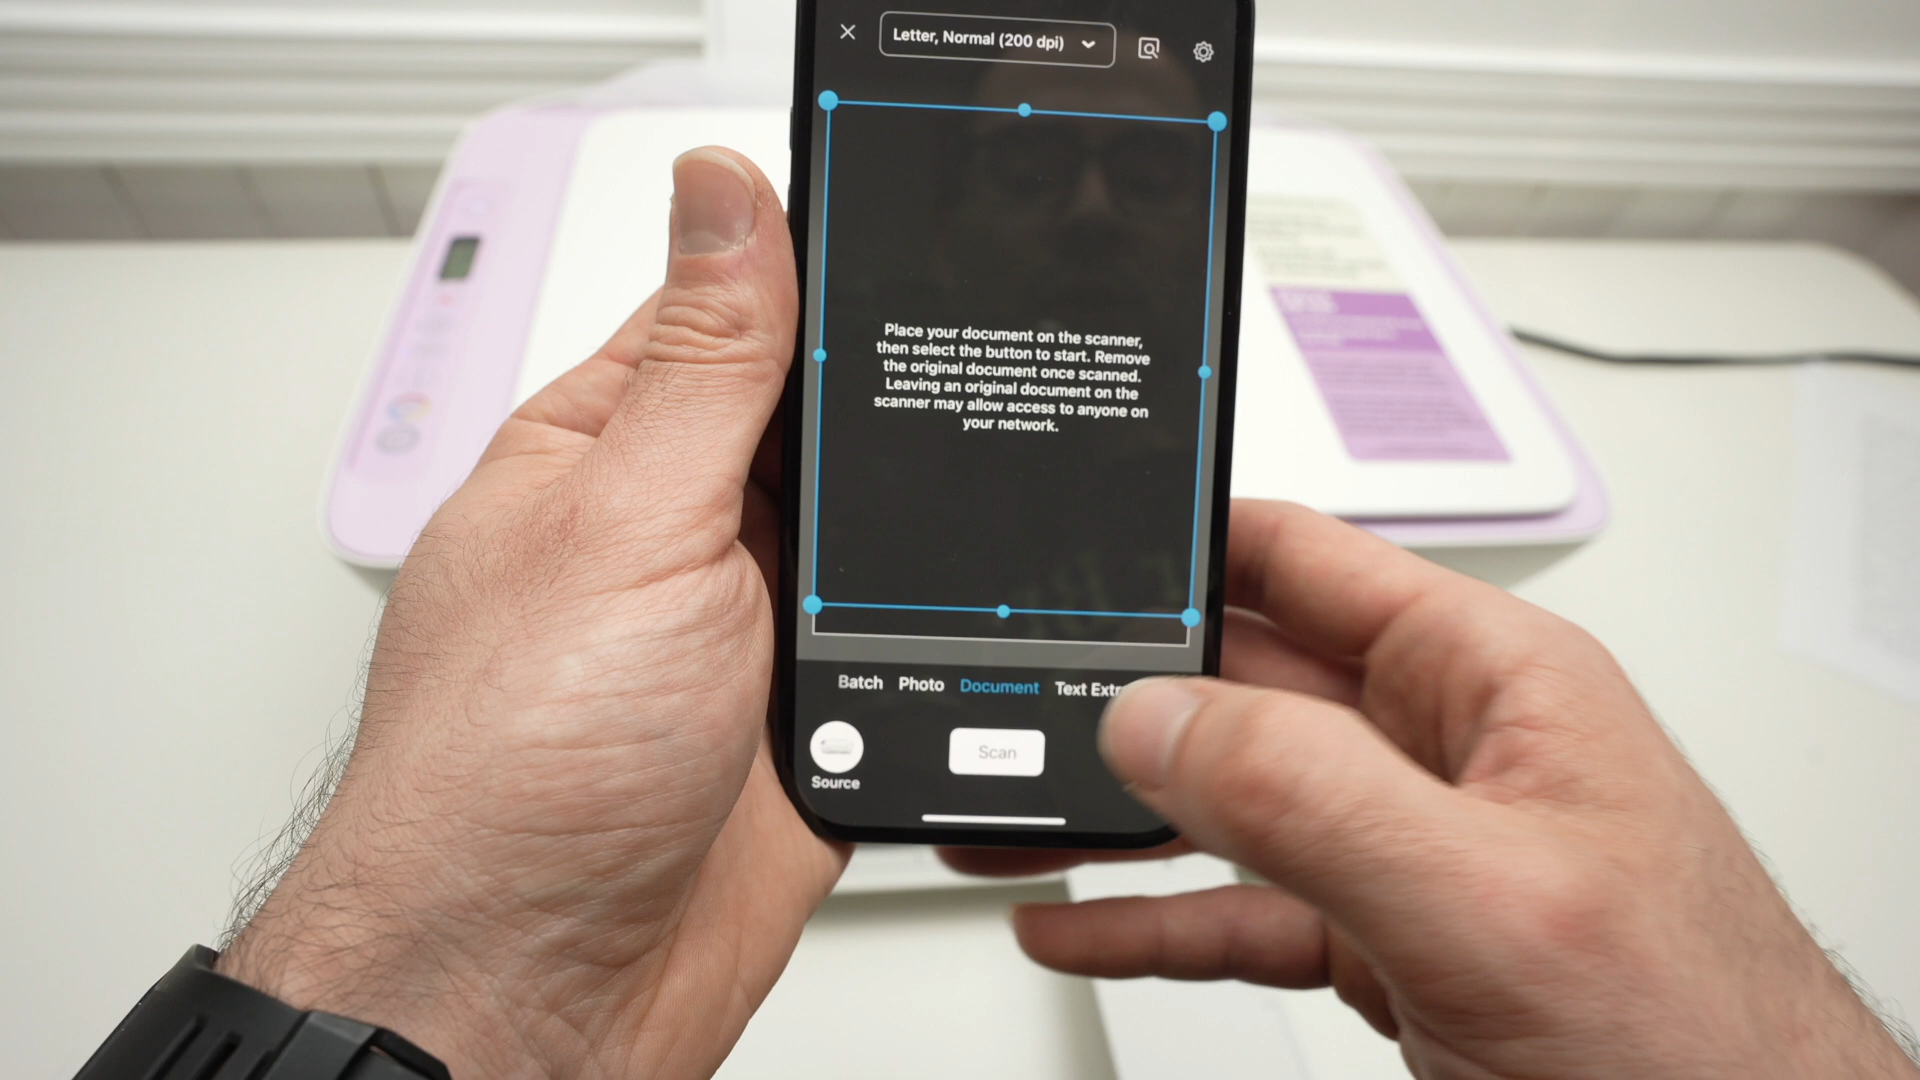 Letter, Normal (200 dpi)
Place your document on the scanner,
then select the button to start. Remove
the original document once scanned.
Leaving an original document on the
scanner may allow access to anyone on
your network.
Batch Photo Document Text Extr
Source
Scan